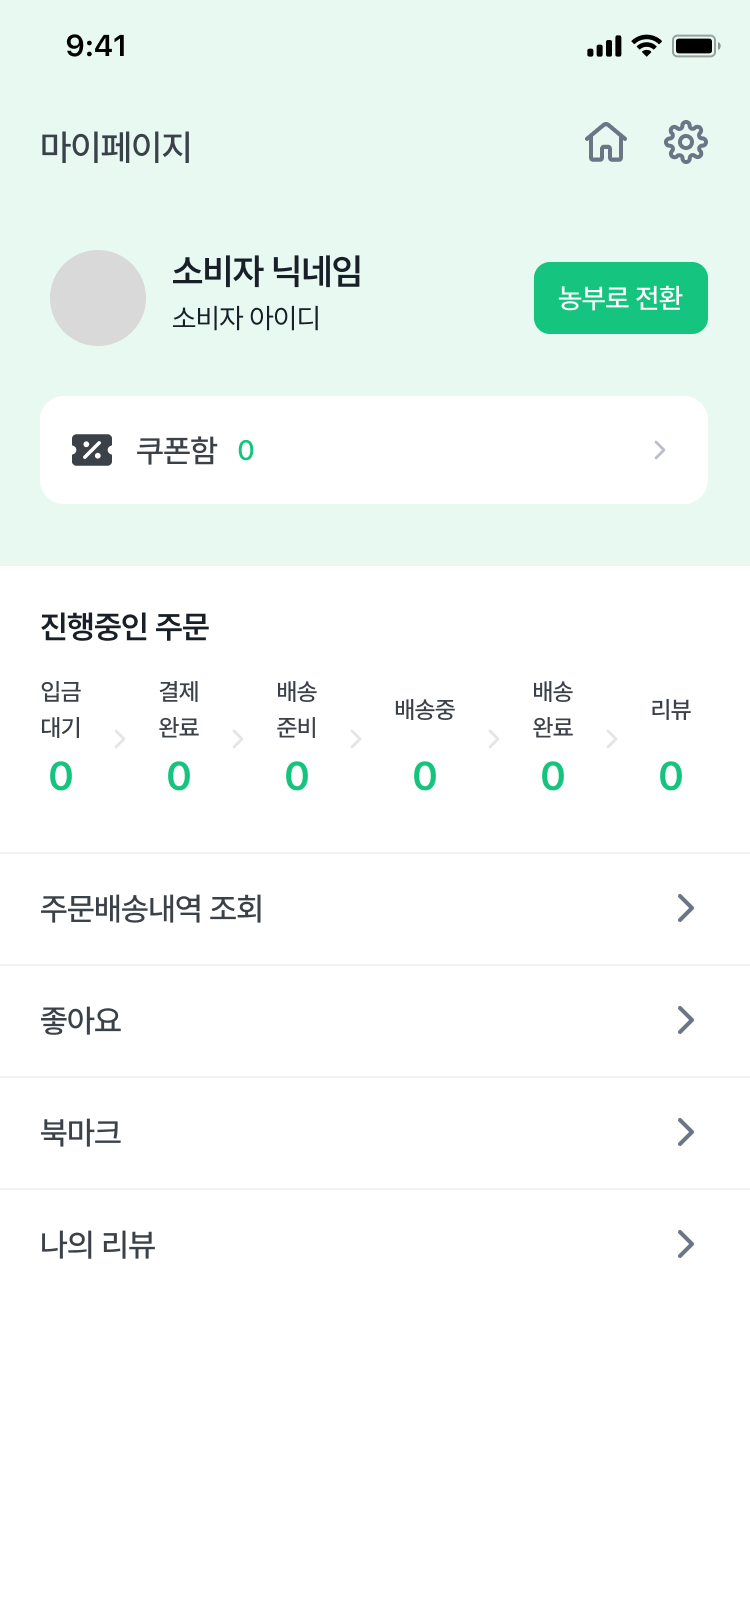 9:41
마이페이지
소비자 닉네임
소비자 아이디
농부로 전환
쿠폰함 0
진행중인 주문
입금
대기
0
결제
완료
0
배송
준비
0
배송중
0
배송
완료
0
리뷰
0
주문배송내역 조회
좋아요
북마크
나의 리뷰